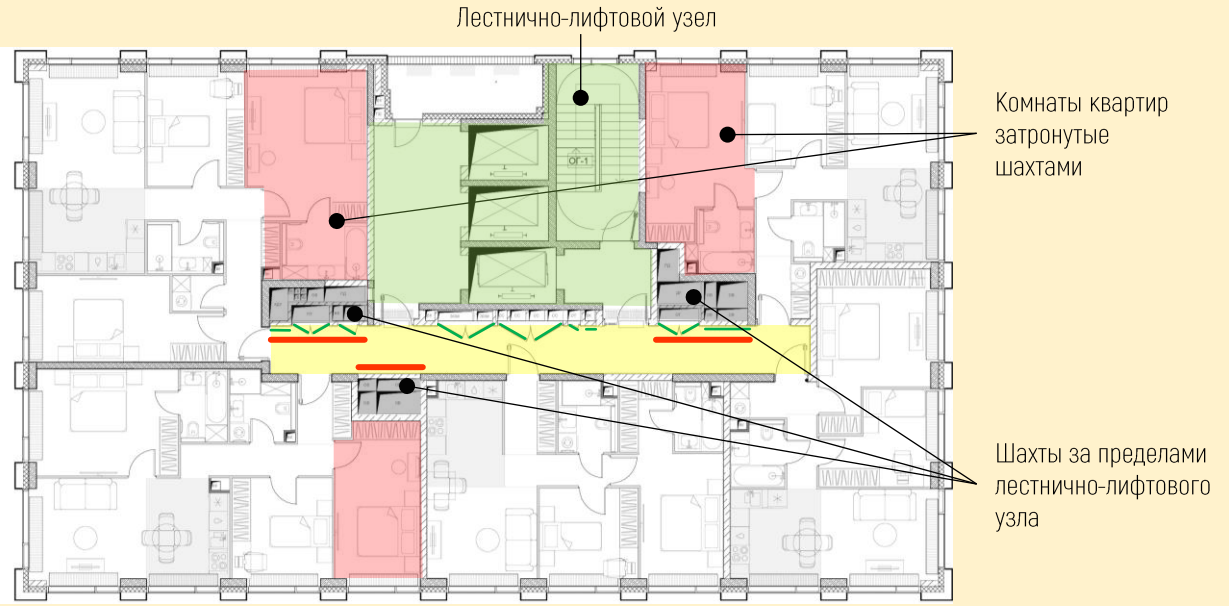 Лестнично-лифтовой узел
Комнаты квартир
затронутые
шахтами
ОГ-1
Шахты за пределами
лестнично-лифтового
узла